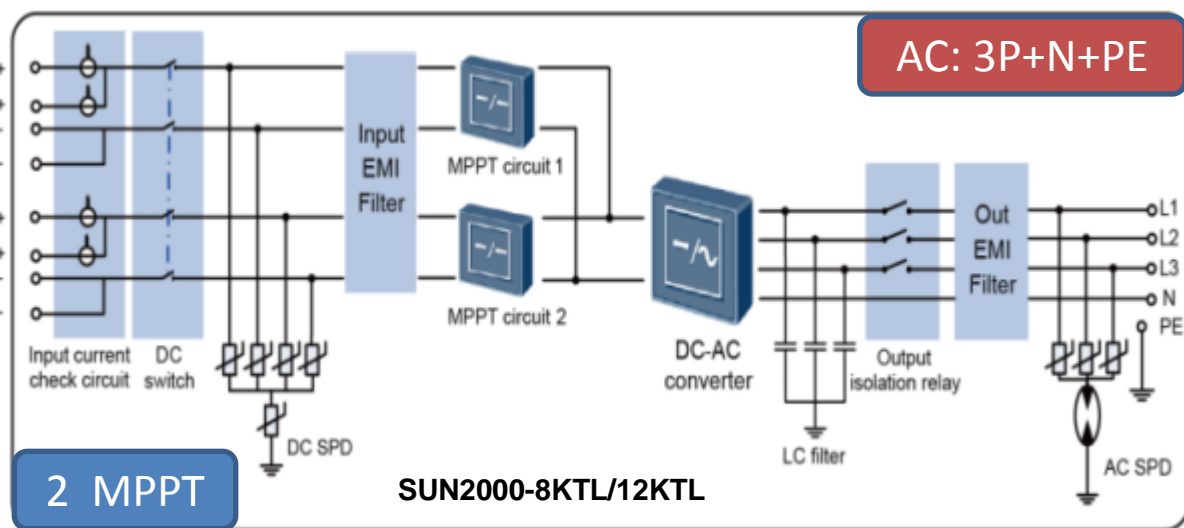 AC: 3P+N+PE
+
+
-
-
+
+
-
-
Input
EMI
Filter
MPPT circuit 1
MPPT circuit 2
DC-AC
converter
Out
EMI
Filter
L1
L2
L3
N
PE
Input current
check circuit
DC
switch
DC SPD
LC filter
Output
isolation relay
AC SPD
2 MPPT
SUN2000-8KTL/12KTL